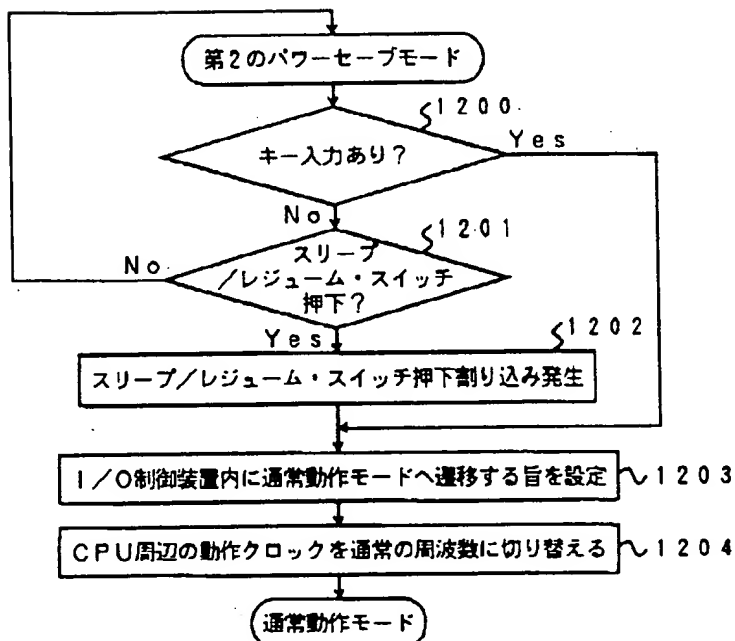 第2のパワーセーブモード
1200
キー入力あり？
Yes
No
1201
スリープ
／レジューム・スイッチ
押下？
No
Yes
1202
スリープ／レジューム・スイッチ押下割り込み発生
I／O制御装置内に通常動作モードへ遷移する旨を設定
1203
CPU周辺の動作クロックを通常の周波数に切り替える
1204
通常動作モード